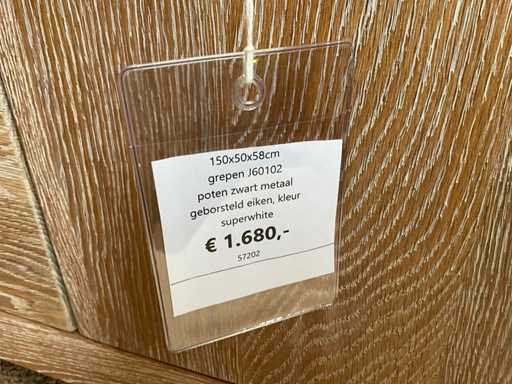 150x50x58cm
grepen J60102
poten zwart metaal
geborsteld eiken, kleur
superwhite
€ 1.680,-
57202